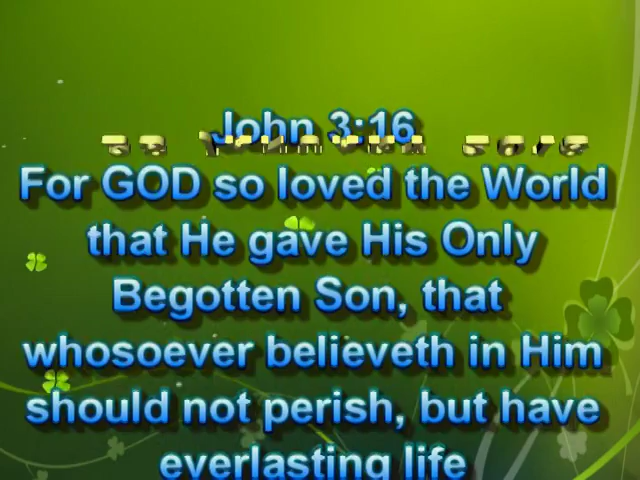 John 3:16
For GOD so loved the World
that He gave His Only
Begotten Son, that
whosoever believeth in Him
should not perish, but have
everlasting life